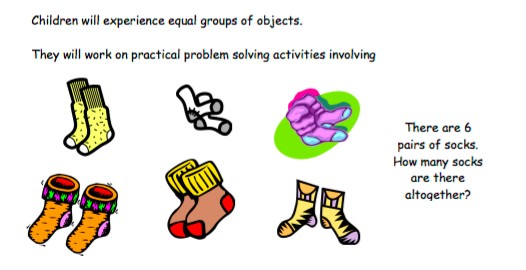 Children will experience equal groups of objects.
They will work on practical problem solving activities involving
There are 6
pairs of socks.
How many socks
are there
altogether?